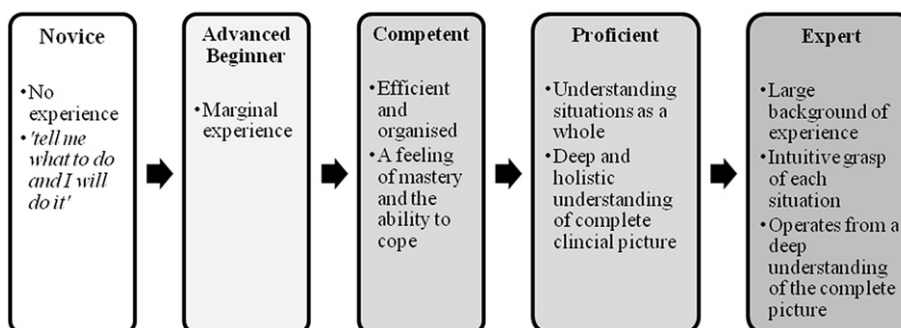 Novice
•No
experience
•'tell me
what to do
and I will
do it'
Advanced
Beginner
•Marginal
experience
Competent
•Efficient
and
organised
•A feeling
of mastery
and the
ability to
cope
Proficient
•Understanding
situations as a
whole
•Deep and
holistic
understanding
of complete
clincial picture
Expert
•Large
background of
experience
•Intuitive grasp
of each
situation
•Operates from a
deep
understanding
of the complete
picture